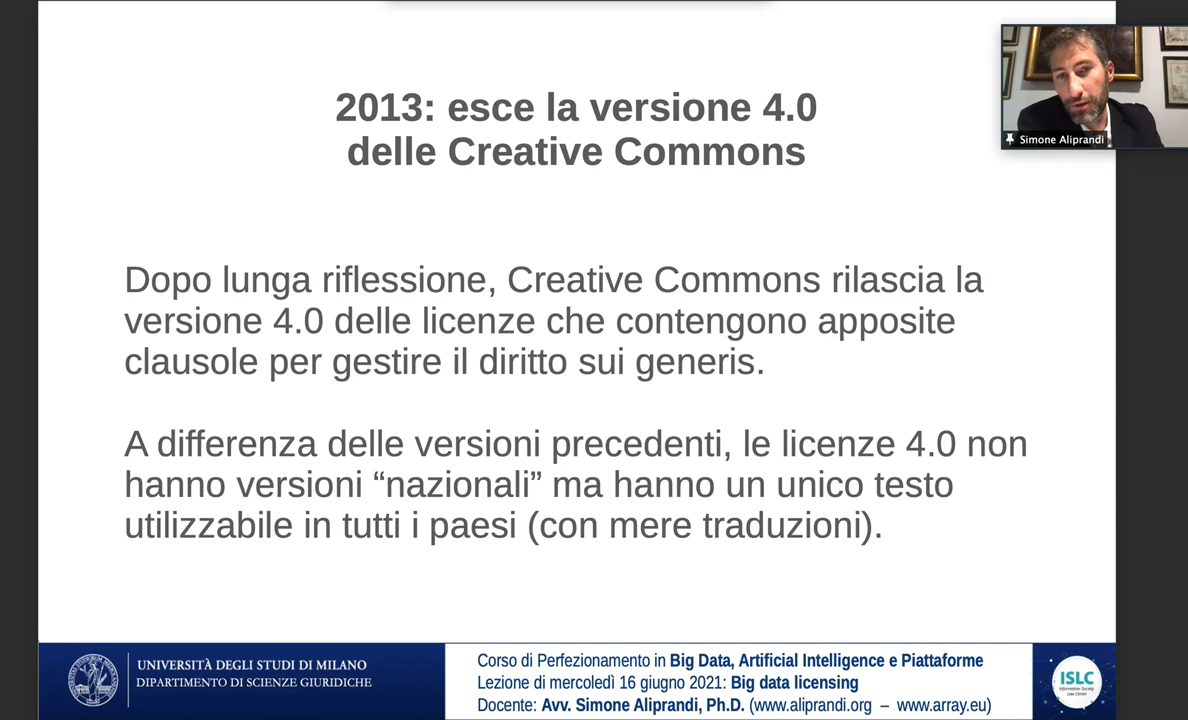 2013: esce la versione 4.0
delle Creative Commons
Simone Aliprandi
Dopo lunga riflessione, Creative Commons rilascia la
versione 4.0 delle licenze che contengono apposite
clausole per gestire il diritto sui generis.
A differenza delle versioni precedenti, le licenze 4.0 non
hanno versioni “nazionali” ma hanno un unico testo
utilizzabile in tutti i paesi (con mere traduzioni).
UNIVERSITÀ DEGLI STUDI DI MILANO
DIPARTIMENTO DI SCIENZE GIURIDICHE
Corso di Perfezionamento in Big Data, Artificial Intelligence e Piattaforme
Lezione di mercoledì 16 giugno 2021: Big data licensing
Docente: Avv. Simone Aliprandi, Ph.D. (www.aliprandi.org – www.array.eu)
ISLC
Information Society
Law Center